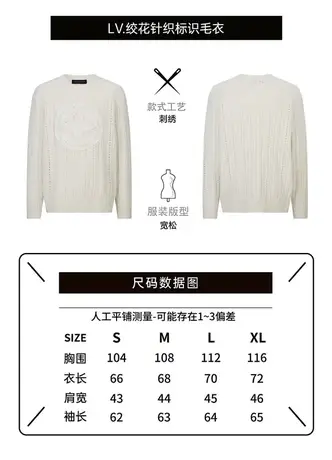 LV.绞花针织标识毛衣
款式工艺
刺绣
服装版型
宽松
尺码数据图
人工平铺测量-可能存在1~3偏差
SIZE S M L XL
胸围 104 108 112 116
衣长 66 68 70 72
肩宽 43 44 45 46
袖长 62 63 64 65